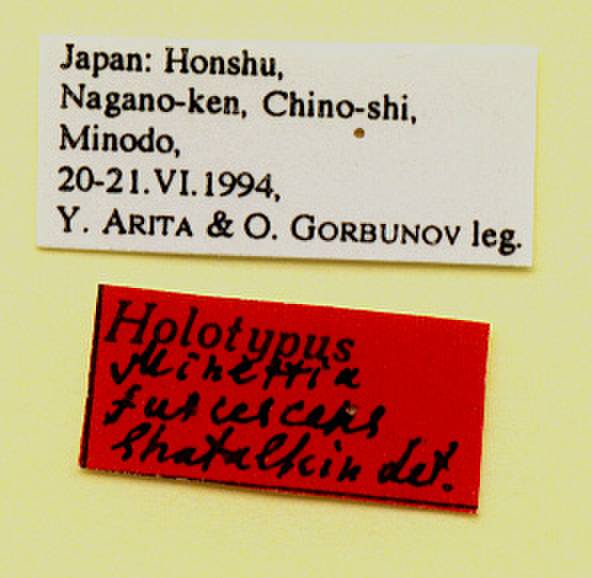 Japan: Honshu,
Nagano-ken, Chino-shi,
Minodo,
20-21.VI.1994,
Y. ARITA & O. GORBUNOV leg.
Holotypus
Minettia
fuscescens
Shatalkin det.